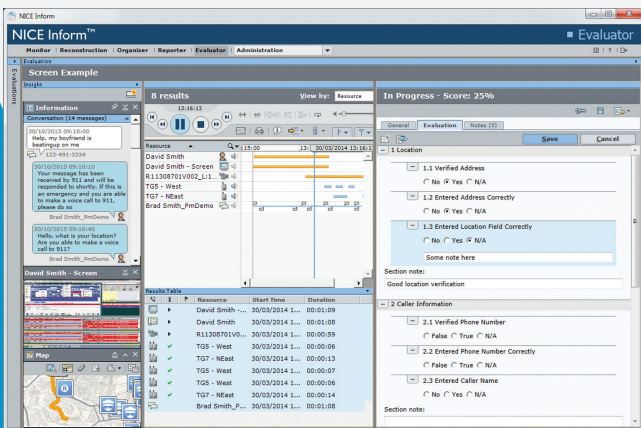 NICE Inform
NICE Inform™
Evaluator
Monitor Reconstruction Organizer Reporter Evaluator Administration
Evaluation
Evaluations
Screen Example
Insight
Information
Conversation (14 messages)
30/10/2015 09:10:00
Help, my boyfriend is
beatingup on me
123-491-3334
30/10/2015 09:10:10
Your message has been
received by 911 and will be
responded to shortly. If this is
an emergency and you are able
to make a voice call to 911,
please do so
Brad Smith_PmDemo
30/10/2015 09:10:40
Hello, what is your location?
Are you able to make a voice
call to 911?
Brad Smith_PmDemo
David Smith - Screen
Map
8 results
View by: Resource
13:16:13
Resource
15:00
13:
30/03/2014 13:16:1
David Smith
David Smith - Screen
R11308701V002_L:1...
TG5 - West
TG7 - NEast
Brad Smith_PmDemo
Results Table
Resource Start Time Duration
David Smith -... 30/03/2014 1... 00:01:09
David Smith 30/03/2014 1... 00:01:08
R11308701V0... 30/03/2014 1... 00:00:59
TG5 - West 30/03/2014 1... 00:00:06
TG7 - NEast 30/03/2014 1... 00:00:13
TG5 - West 30/03/2014 1... 00:00:07
TG5 - West 30/03/2014 1... 00:00:06
TG7 - NEast 30/03/2014 1... 00:00:14
Brad Smith_P... 30/03/2014 1... 00:01:08
In Progress - Score: 25%
General Evaluation Notes (0)
Save Cancel
1 Location
1.1 Verified Address
No Yes N/A
1.2 Entered Address Correctly
No Yes N/A
1.3 Entered Location Field Correctly
No Yes N/A
Some note here
Section note:
Good location verification
2 Caller Information
2.1 Verified Phone Number
False True N/A
2.2 Entered Phone Number Correctly
False True N/A
2.3 Entered Caller Name
No Yes N/A
Section note: